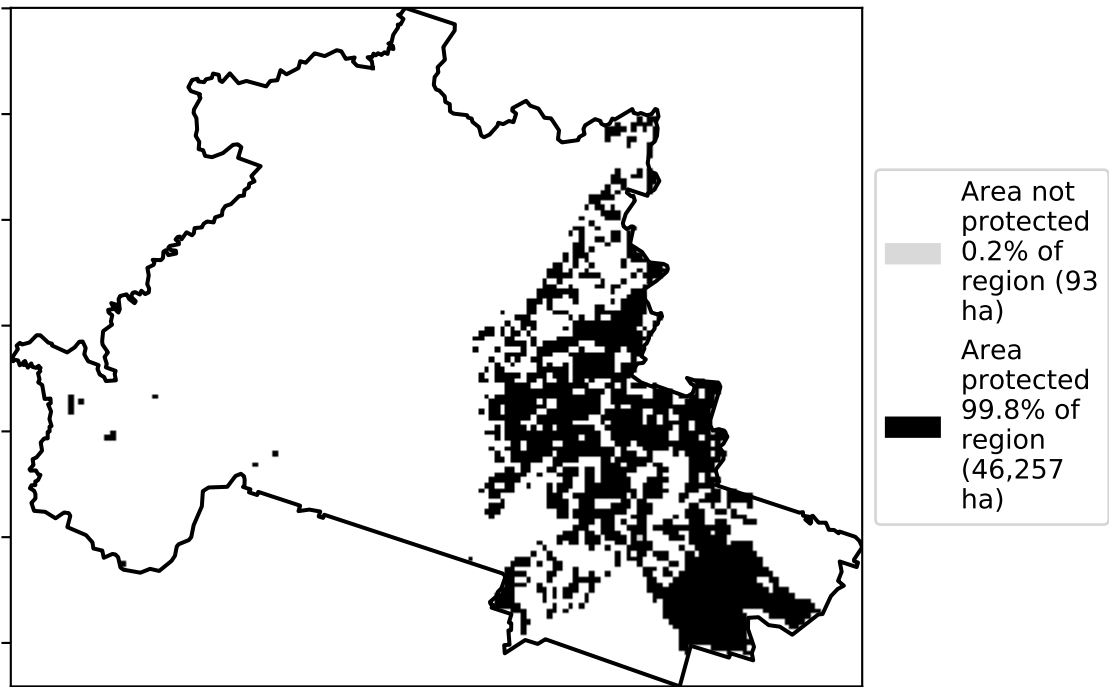 Area not
protected
0.2% of
region (93
ha)
Area
protected
99.8% of
region
(46,257
ha)